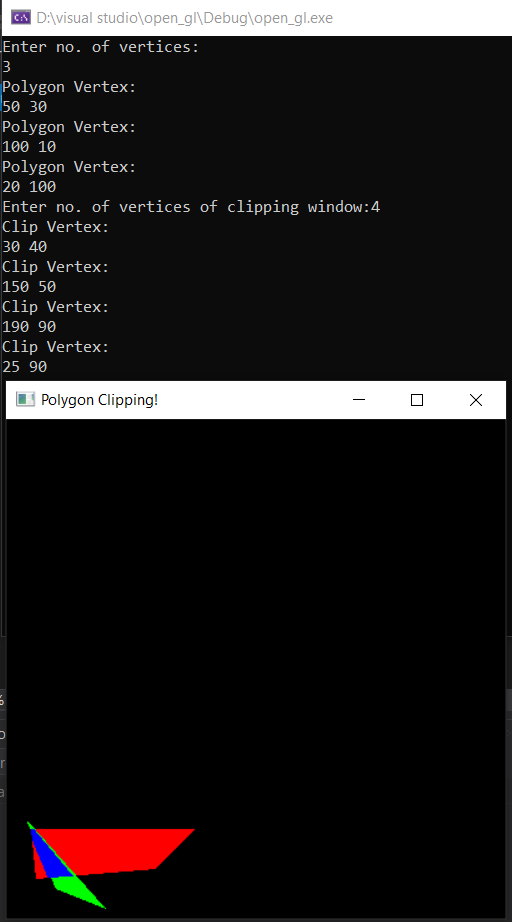 D:\visual studio\open_gl\Debug\open_gl.exe
Enter no. of vertices:
3
Polygon Vertex:
50 30
Polygon Vertex:
100 10
Polygon Vertex:
20 100
Enter no. of vertices of clipping window:4
Clip Vertex:
30 40
Clip Vertex:
150 50
Clip Vertex:
190 90
Clip Vertex:
25 90
Polygon Clipping!